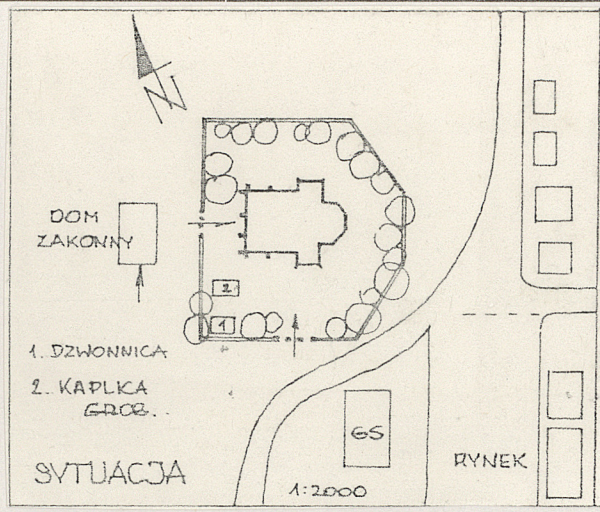 N
DOM
ZAKONNY
2
1
1. DZWONNICA
2. KAPLICA
GROB.
GS
SYTUACJA
RYNEK
1:2000